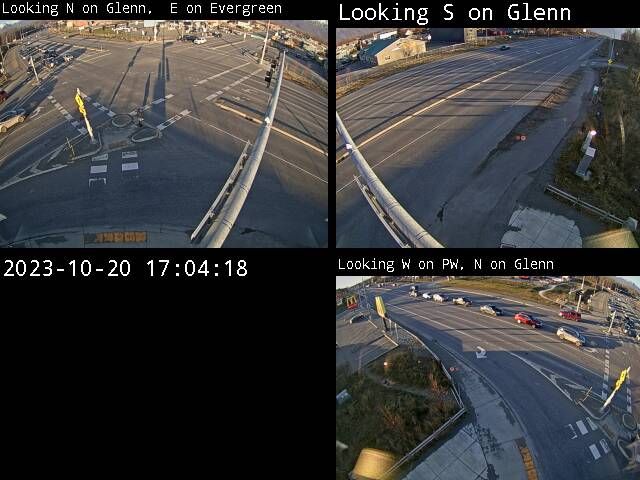 Looking N on Glenn,  E on Evergreen
Looking S on Glenn
2023-10-20 17:04:18
Looking W on PW, N on Glenn